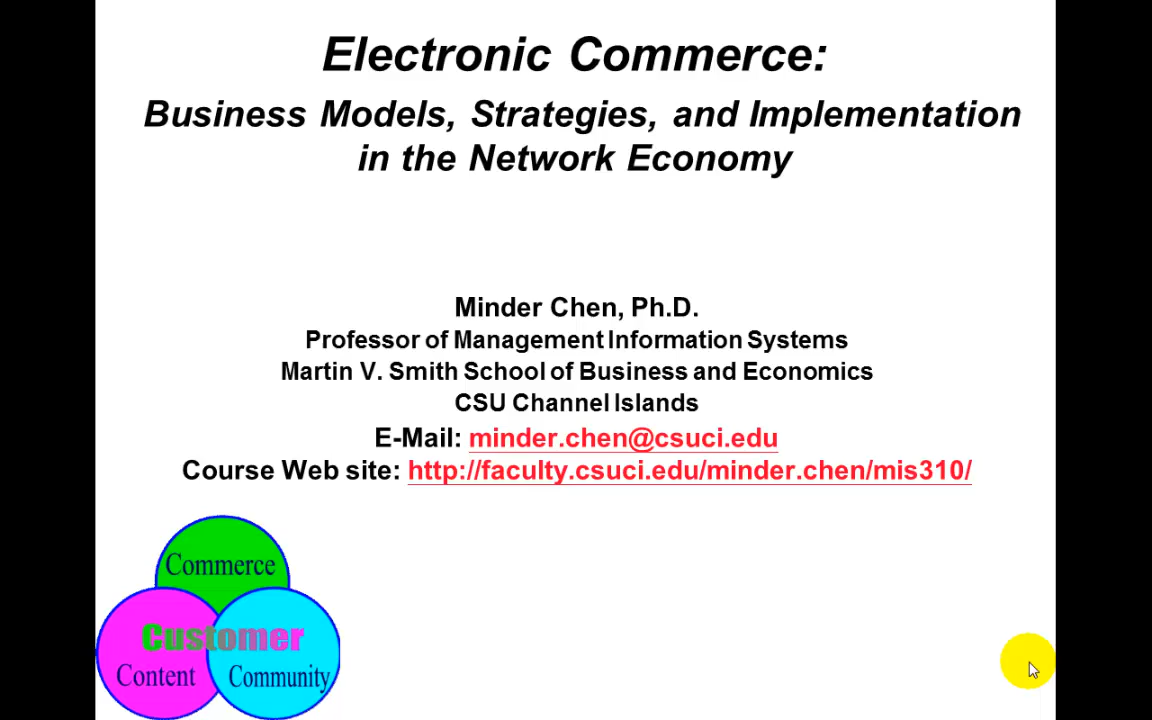 Electronic Commerce:
Business Models, Strategies, and Implementation
in the Network Economy
Minder Chen, Ph.D.
Professor of Management Information Systems
Martin V. Smith School of Business and Economics
CSU Channel Islands
E-Mail: minder.chen@csuci.edu
Course Web site: http://faculty.csuci.edu/minder.chen/mis310/
Commerce
Customer
Content
Community